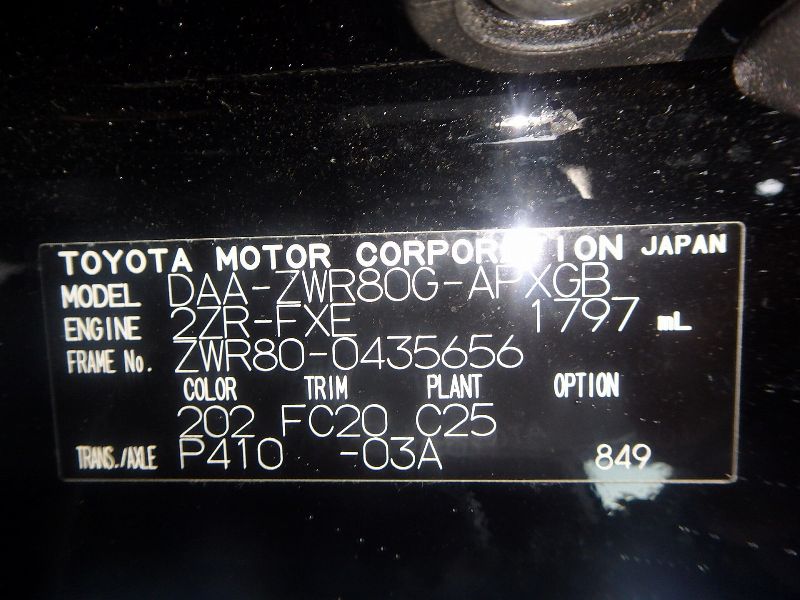 TOYOTA MOTOR CORPORATION JAPAN
MODEL DAA-ZWR80G-APXGB
ENGINE 2ZR-FXE 1797 mL
FRAME No. ZWR80-0435656
COLOR TRIM PLANT OPTION
202 FC20 C25
TRANS./AXLE P410 -03A 849